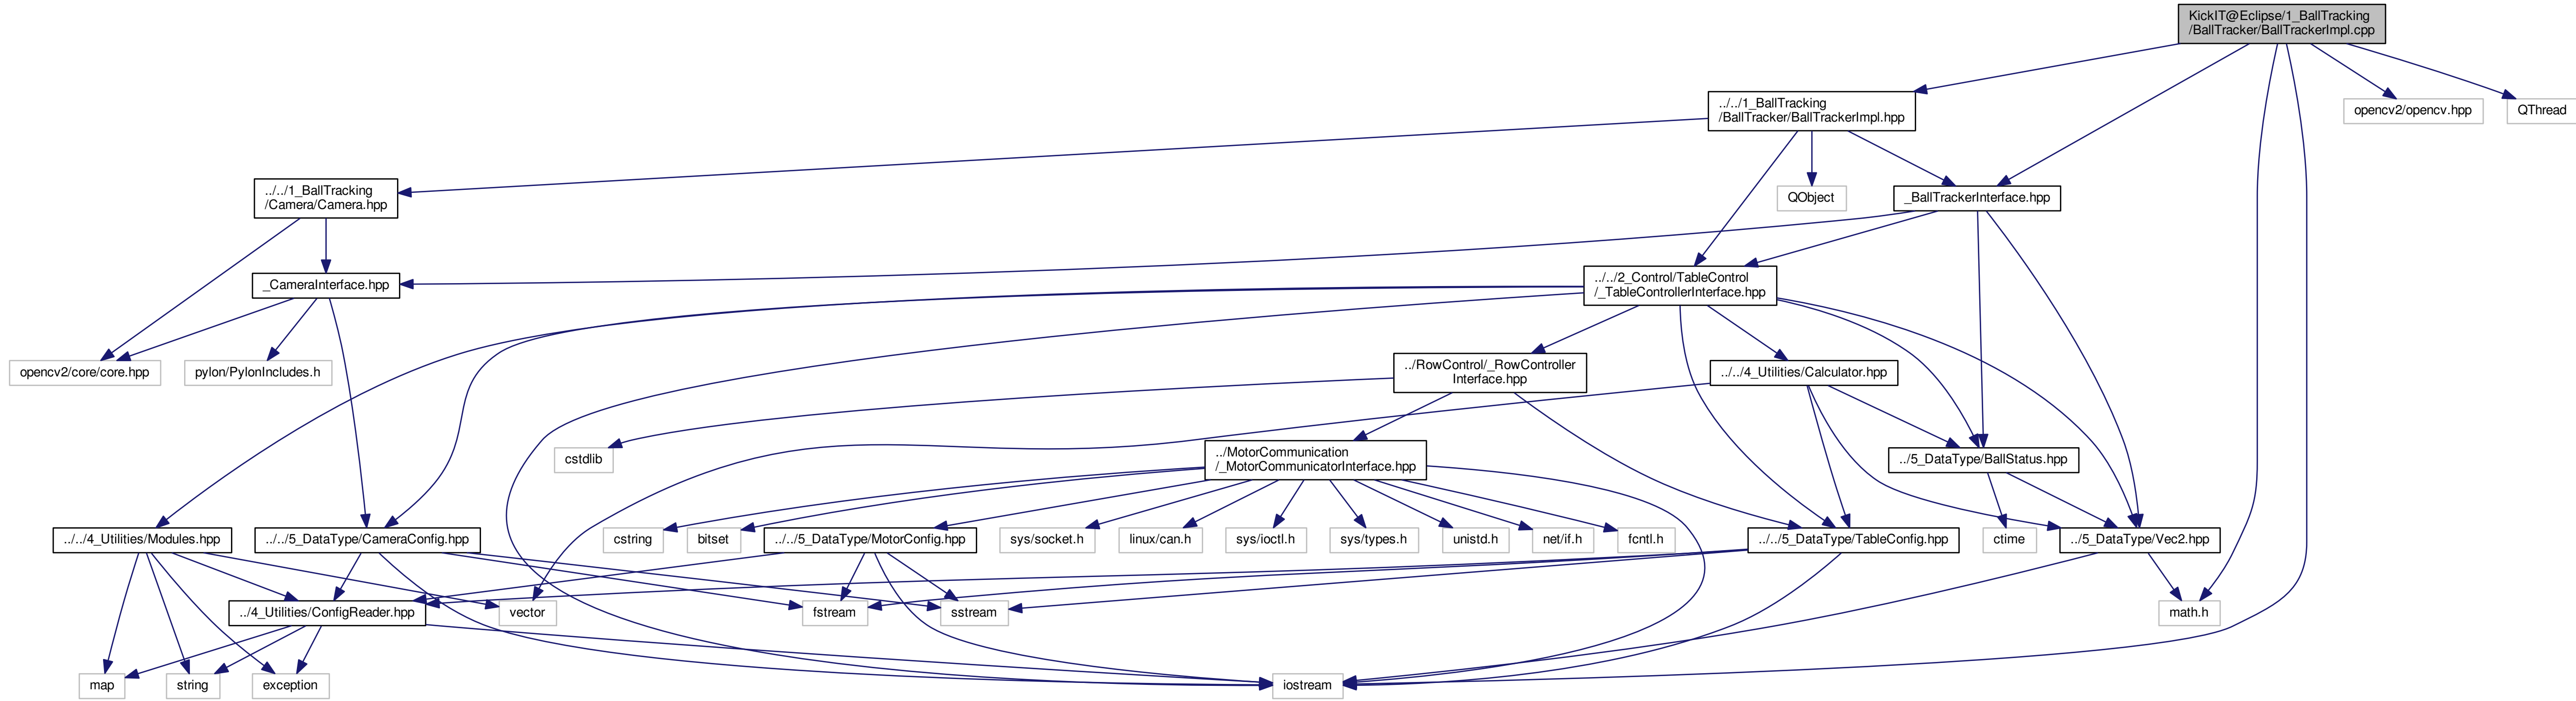 KickIT@Eclipse/1_BallTracking
/BallTracker/BallTrackerImpl.cpp
../../1_BallTracking
/BallTracker/BallTrackerImpl.hpp
opencv2/opencv.hpp
QThread
../../1_BallTracking
/Camera/Camera.hpp
QObject
_BallTrackerInterface.hpp
_CameraInterface.hpp
../../2_Control/TableControl
/_TableControllerInterface.hpp
opencv2/core/core.hpp
pylon/PylonIncludes.h
../RowControl/_RowController
Interface.hpp
../../4_Utilities/Calculator.hpp
cstdlib
../MotorCommunication
/_MotorCommunicatorInterface.hpp
../5_DataType/BallStatus.hpp
../../4_Utilities/Modules.hpp
../../5_DataType/CameraConfig.hpp
cstring
bitset
../../5_DataType/MotorConfig.hpp
sys/socket.h
linux/can.h
sys/ioctl.h
sys/types.h
unistd.h
net/if.h
fcntl.h
../../5_DataType/TableConfig.hpp
ctime
../5_DataType/Vec2.hpp
../4_Utilities/ConfigReader.hpp
vector
fstream
sstream
math.h
map
string
exception
iostream